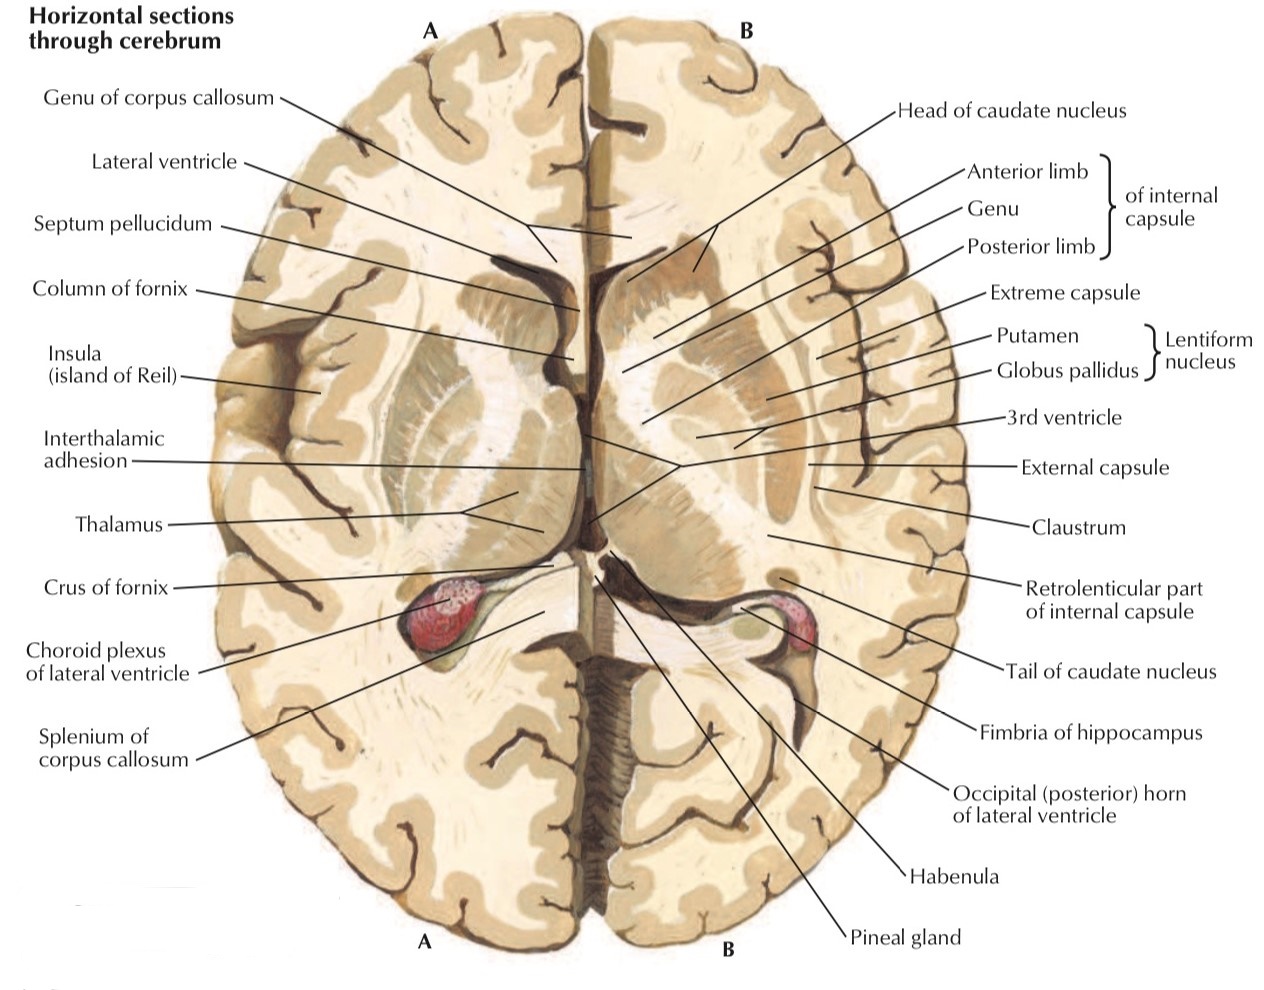 Horizontal sections
through cerebrum
A
B
Genu of corpus callosum
Lateral ventricle
Septum pellucidum
Column of fornix
Insula
(island of Reil)
Interthalamic
adhesion
Thalamus
Crus of fornix
Choroid plexus
of lateral ventricle
Splenium of
corpus callosum
Head of caudate nucleus
Anterior limb
Genu
Posterior limb
of internal
capsule
Extreme capsule
Putamen
Globus pallidus
Lentiform
nucleus
3rd ventricle
External capsule
Claustrum
Retrolenticular part
of internal capsule
Tail of caudate nucleus
Fimbria of hippocampus
Occipital (posterior) horn
of lateral ventricle
Habenula
Pineal gland
A
B